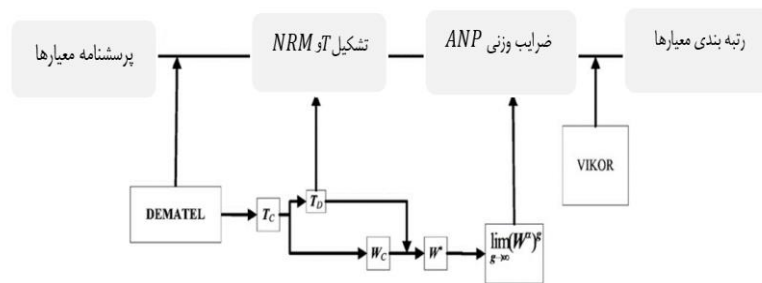 پرسشنامه معیارها
تشکیل T و NRM
ضرایب وزنی ANP
رتبه بندی معیارها
VIKOR
DEMATEL
T_C
T_D
W_C
W^α
lim(W^α)^g
g→∞